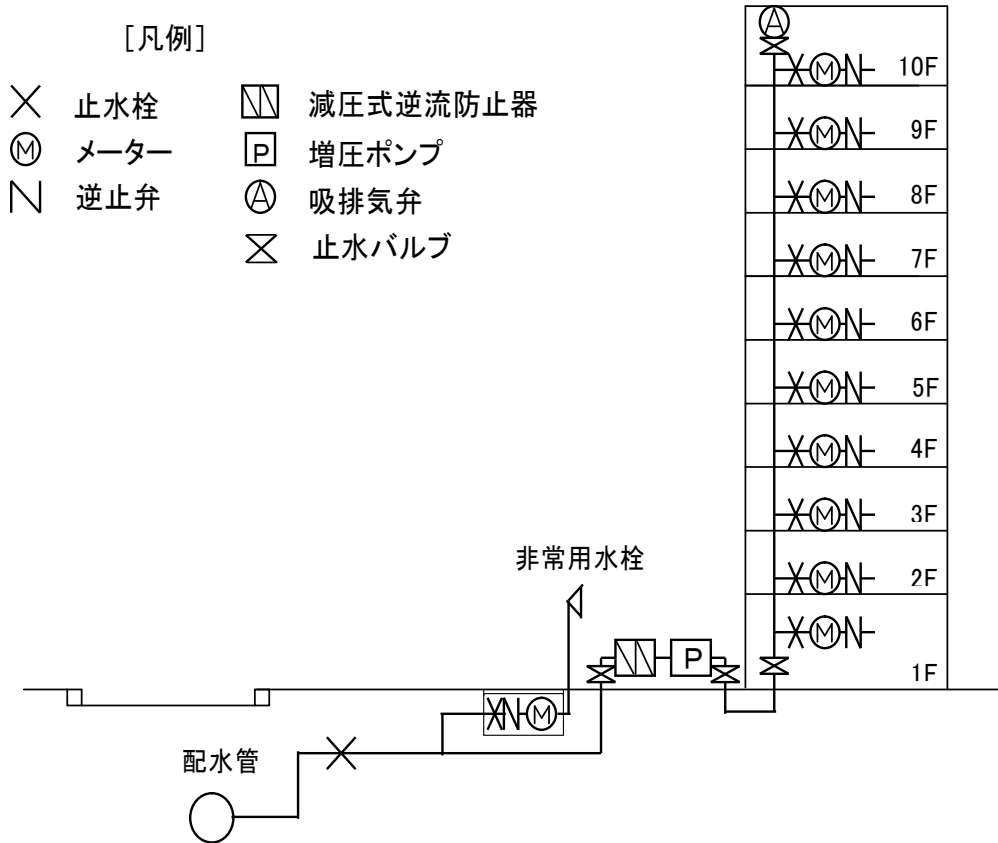 [凡例]
止水栓
減圧式逆流防止器
M
メーター
P
増圧ポンプ
逆止弁
A
吸排気弁
止水バルブ
A
M
10F
M
9F
M
8F
M
7F
M
6F
M
5F
M
4F
M
3F
M
2F
M
1F
非常用水栓
P
M
配水管